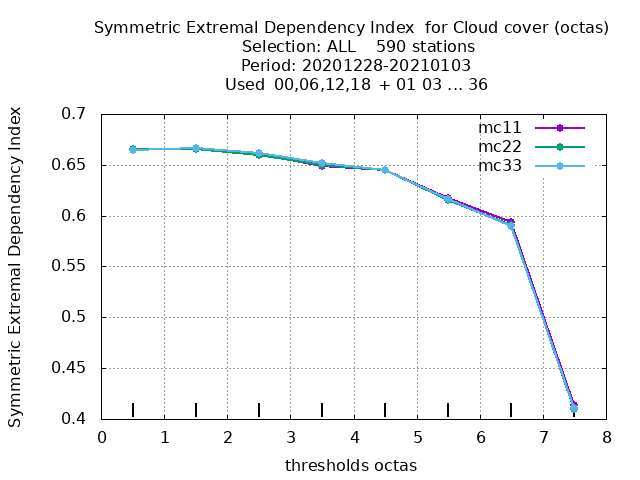 Symmetric Extremal Dependency Index  for Cloud cover (octas)
Selection: ALL    590 stations
Period: 20201228-20210103
Used  00,06,12,18  + 01 03 ... 36
Symmetric Extremal Dependency Index
0.7
0.65
0.6
0.55
0.5
0.45
0.4
mc11
mc22
mc33
0 1 2 3 4 5 6 7 8
thresholds octas